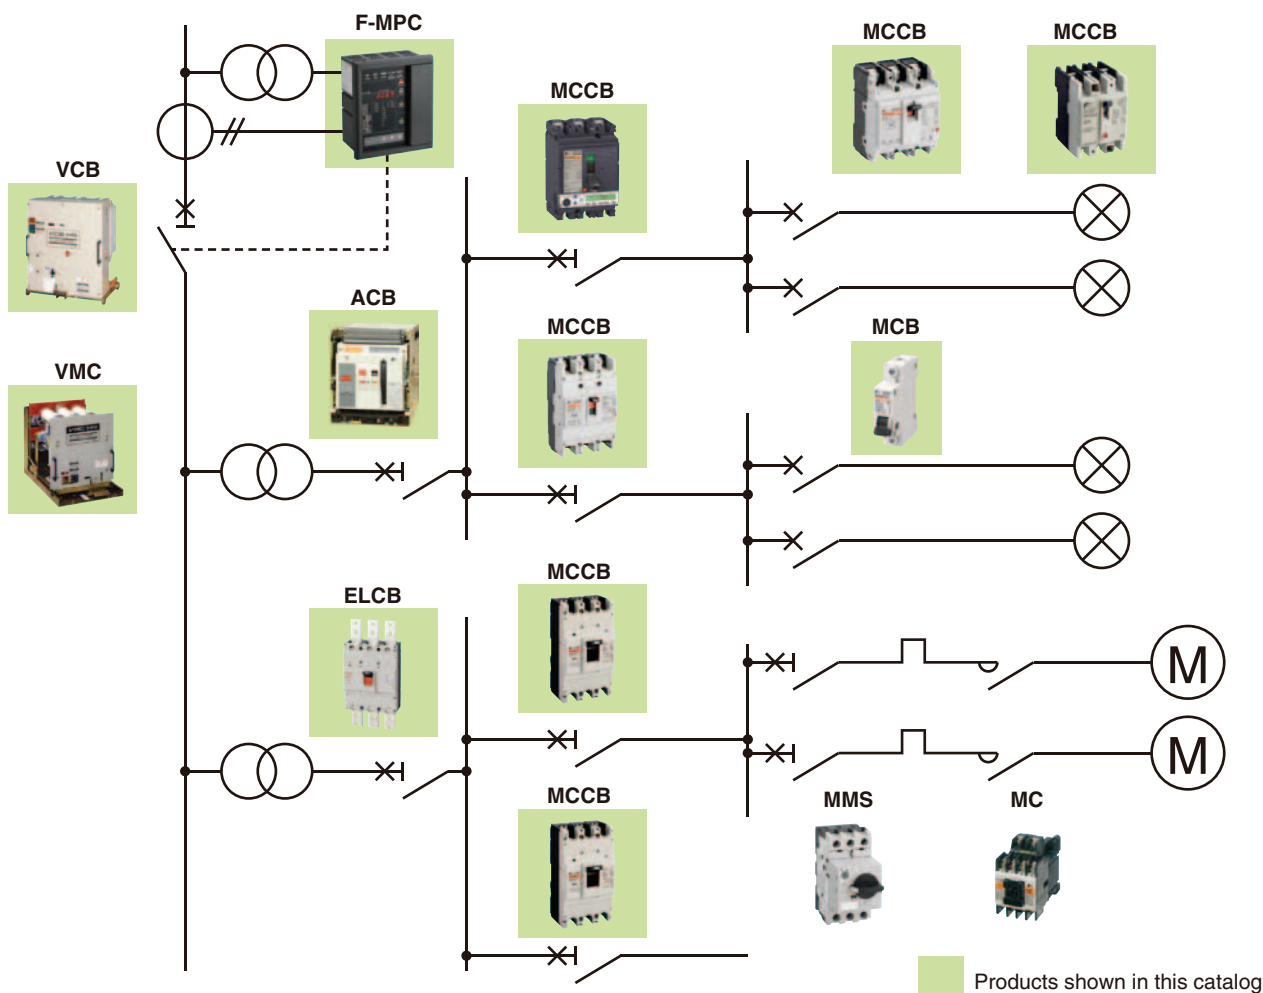 F-MPC
MCCB
MCCB
MCCB
VCB
ACB
MCCB
MCB
VMC
MCCB
ELCB
M
M
MCCB
MMS
MC
Products shown in this catalog